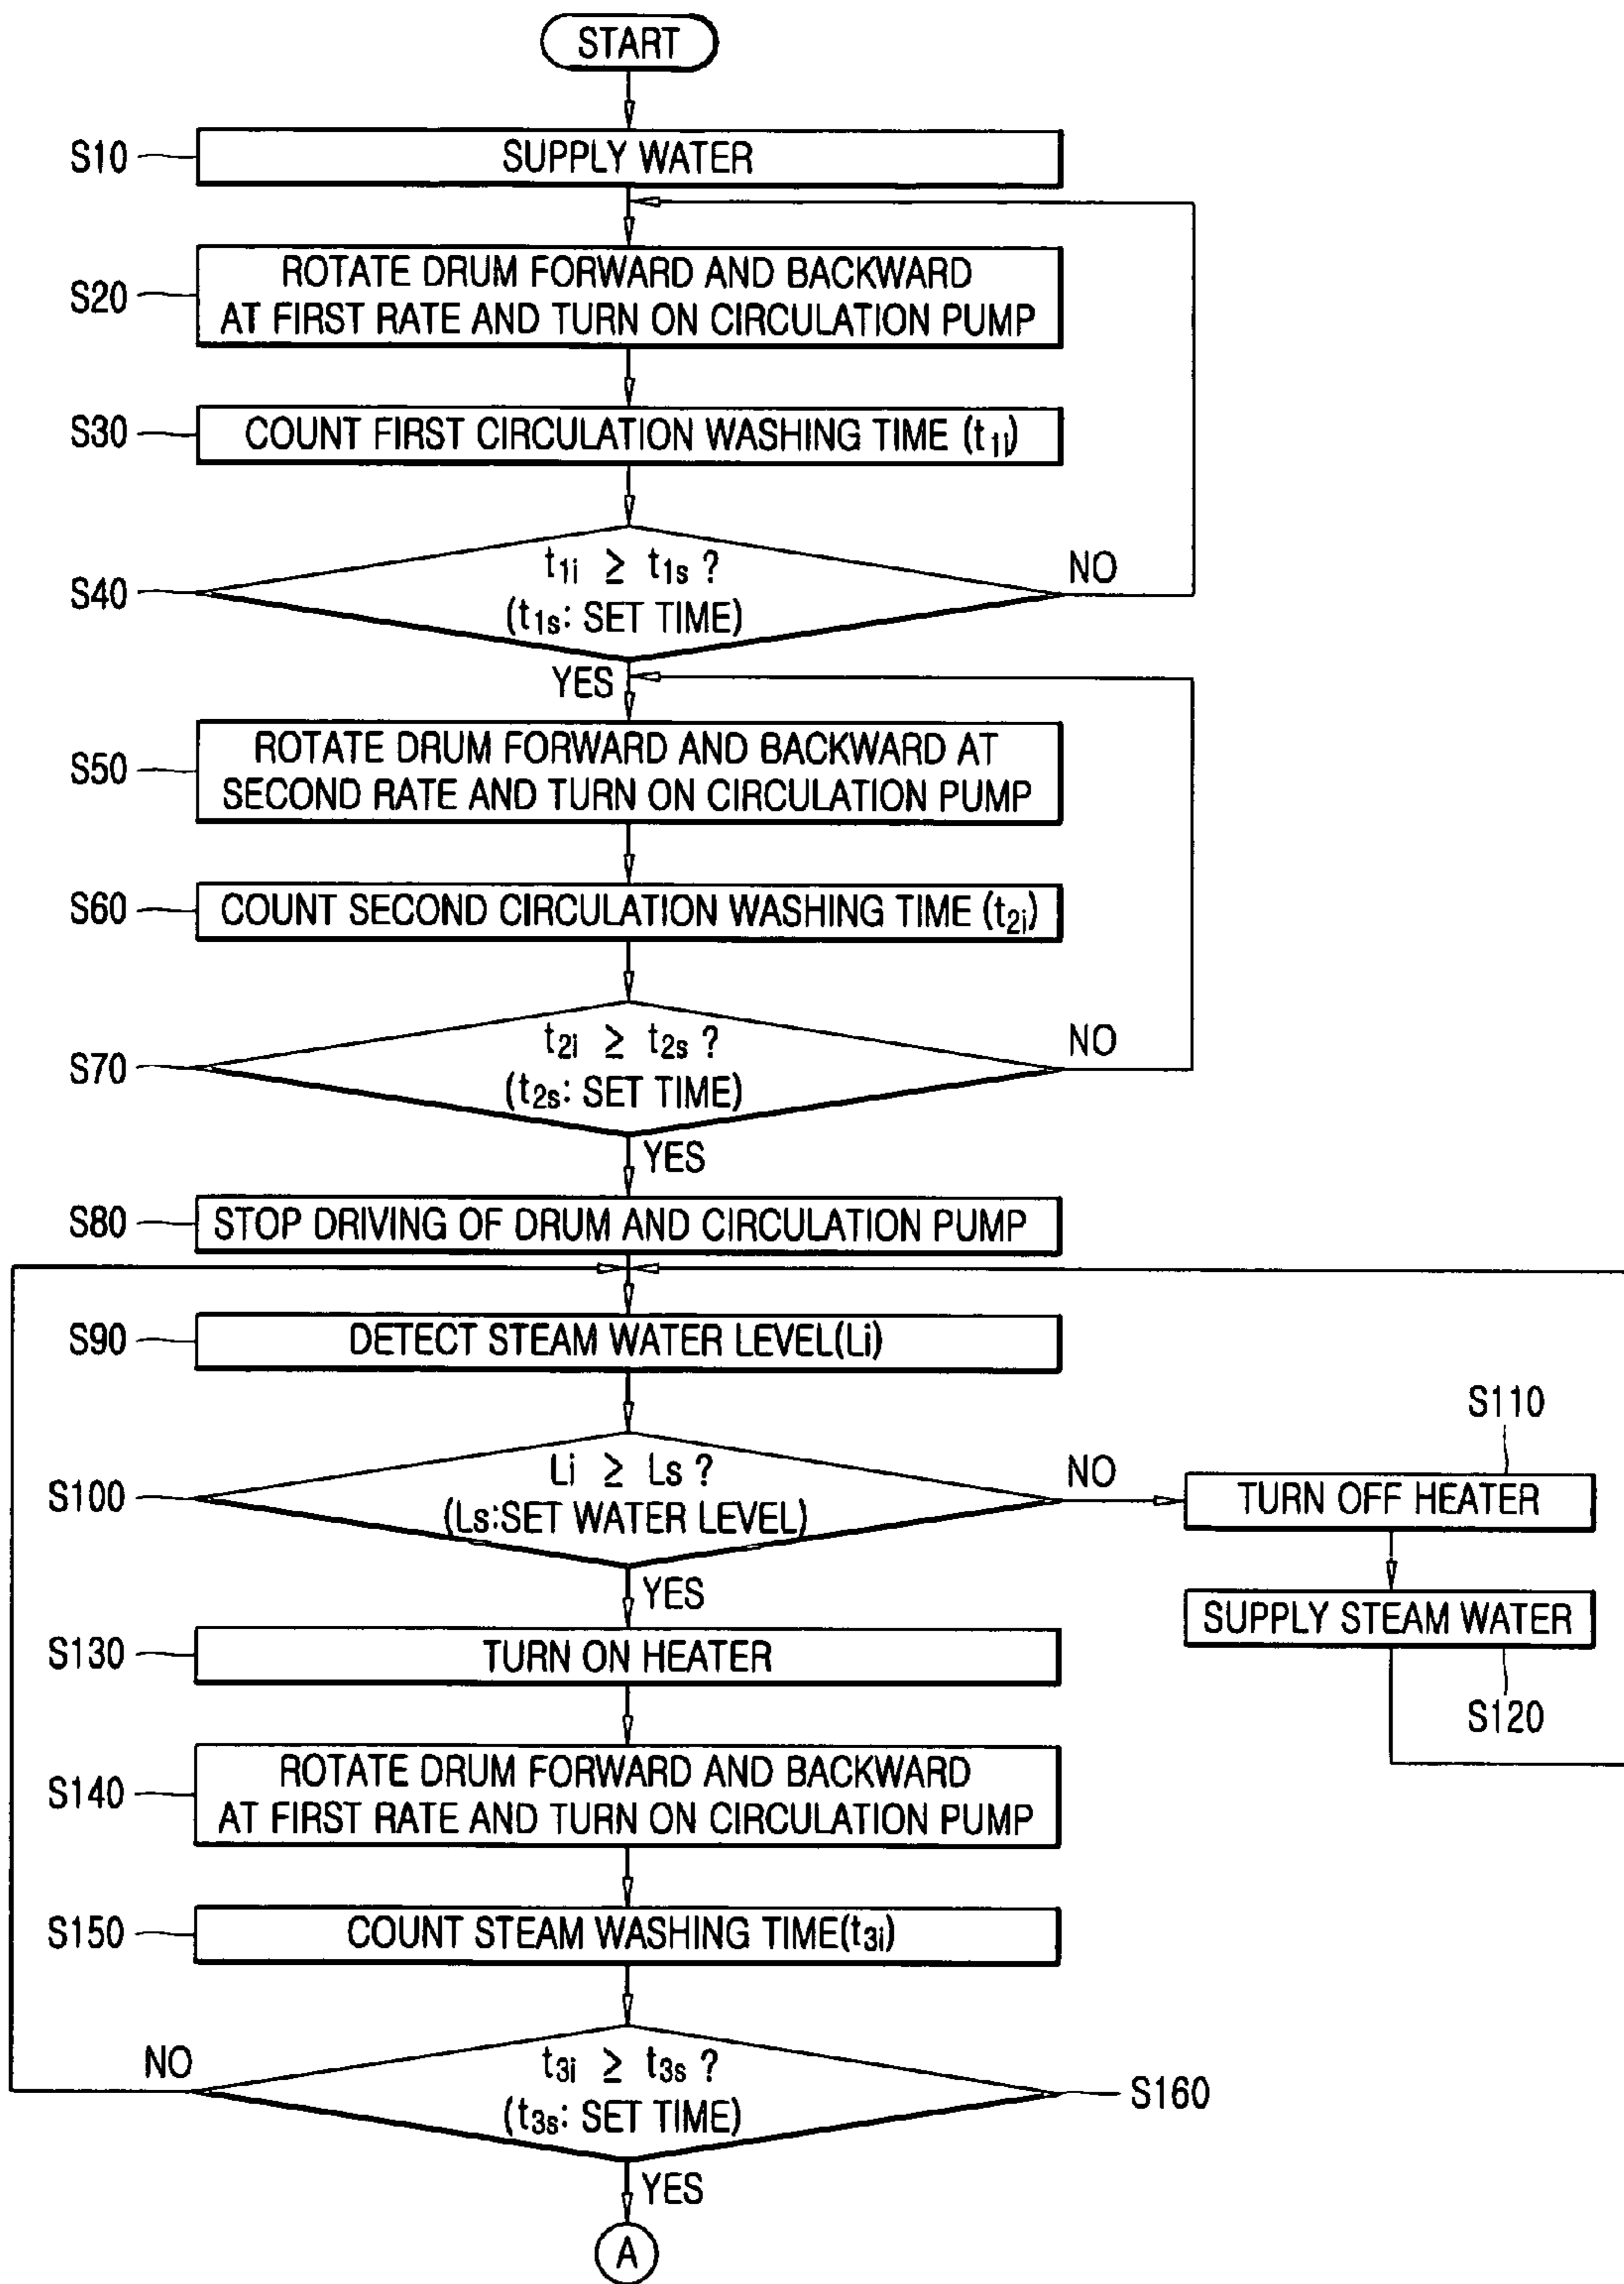 START
S10
SUPPLY WATER
S20
ROTATE DRUM FORWARD AND BACKWARD
AT FIRST RATE AND TURN ON CIRCULATION PUMP
S30
COUNT FIRST CIRCULATION WASHING TIME (t1i)
S40
t1i ≥ t1s ?
(t1s: SET TIME)
NO
YES
S50
ROTATE DRUM FORWARD AND BACKWARD AT
SECOND RATE AND TURN ON CIRCULATION PUMP
S60
COUNT SECOND CIRCULATION WASHING TIME (t2i)
S70
t2i ≥ t2s ?
(t2s: SET TIME)
NO
YES
S80
STOP DRIVING OF DRUM AND CIRCULATION PUMP
S90
DETECT STEAM WATER LEVEL(Li)
S100
Li ≥ Ls ?
(Ls:SET WATER LEVEL)
NO
S110
TURN OFF HEATER
YES
SUPPLY STEAM WATER
S120
S130
TURN ON HEATER
S140
ROTATE DRUM FORWARD AND BACKWARD
AT FIRST RATE AND TURN ON CIRCULATION PUMP
S150
COUNT STEAM WASHING TIME(t3i)
NO
t3i ≥ t3s ?
(t3s: SET TIME)
S160
YES
A